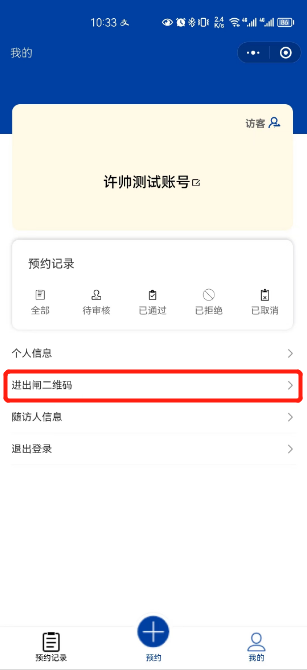 10:33
2.4 K/s
我的
访客
许帅测试账号
预约记录
全部 待审核 已通过 已拒绝 已取消
个人信息
进出闸二维码
随访人信息
退出登录
预约记录 预约 我的